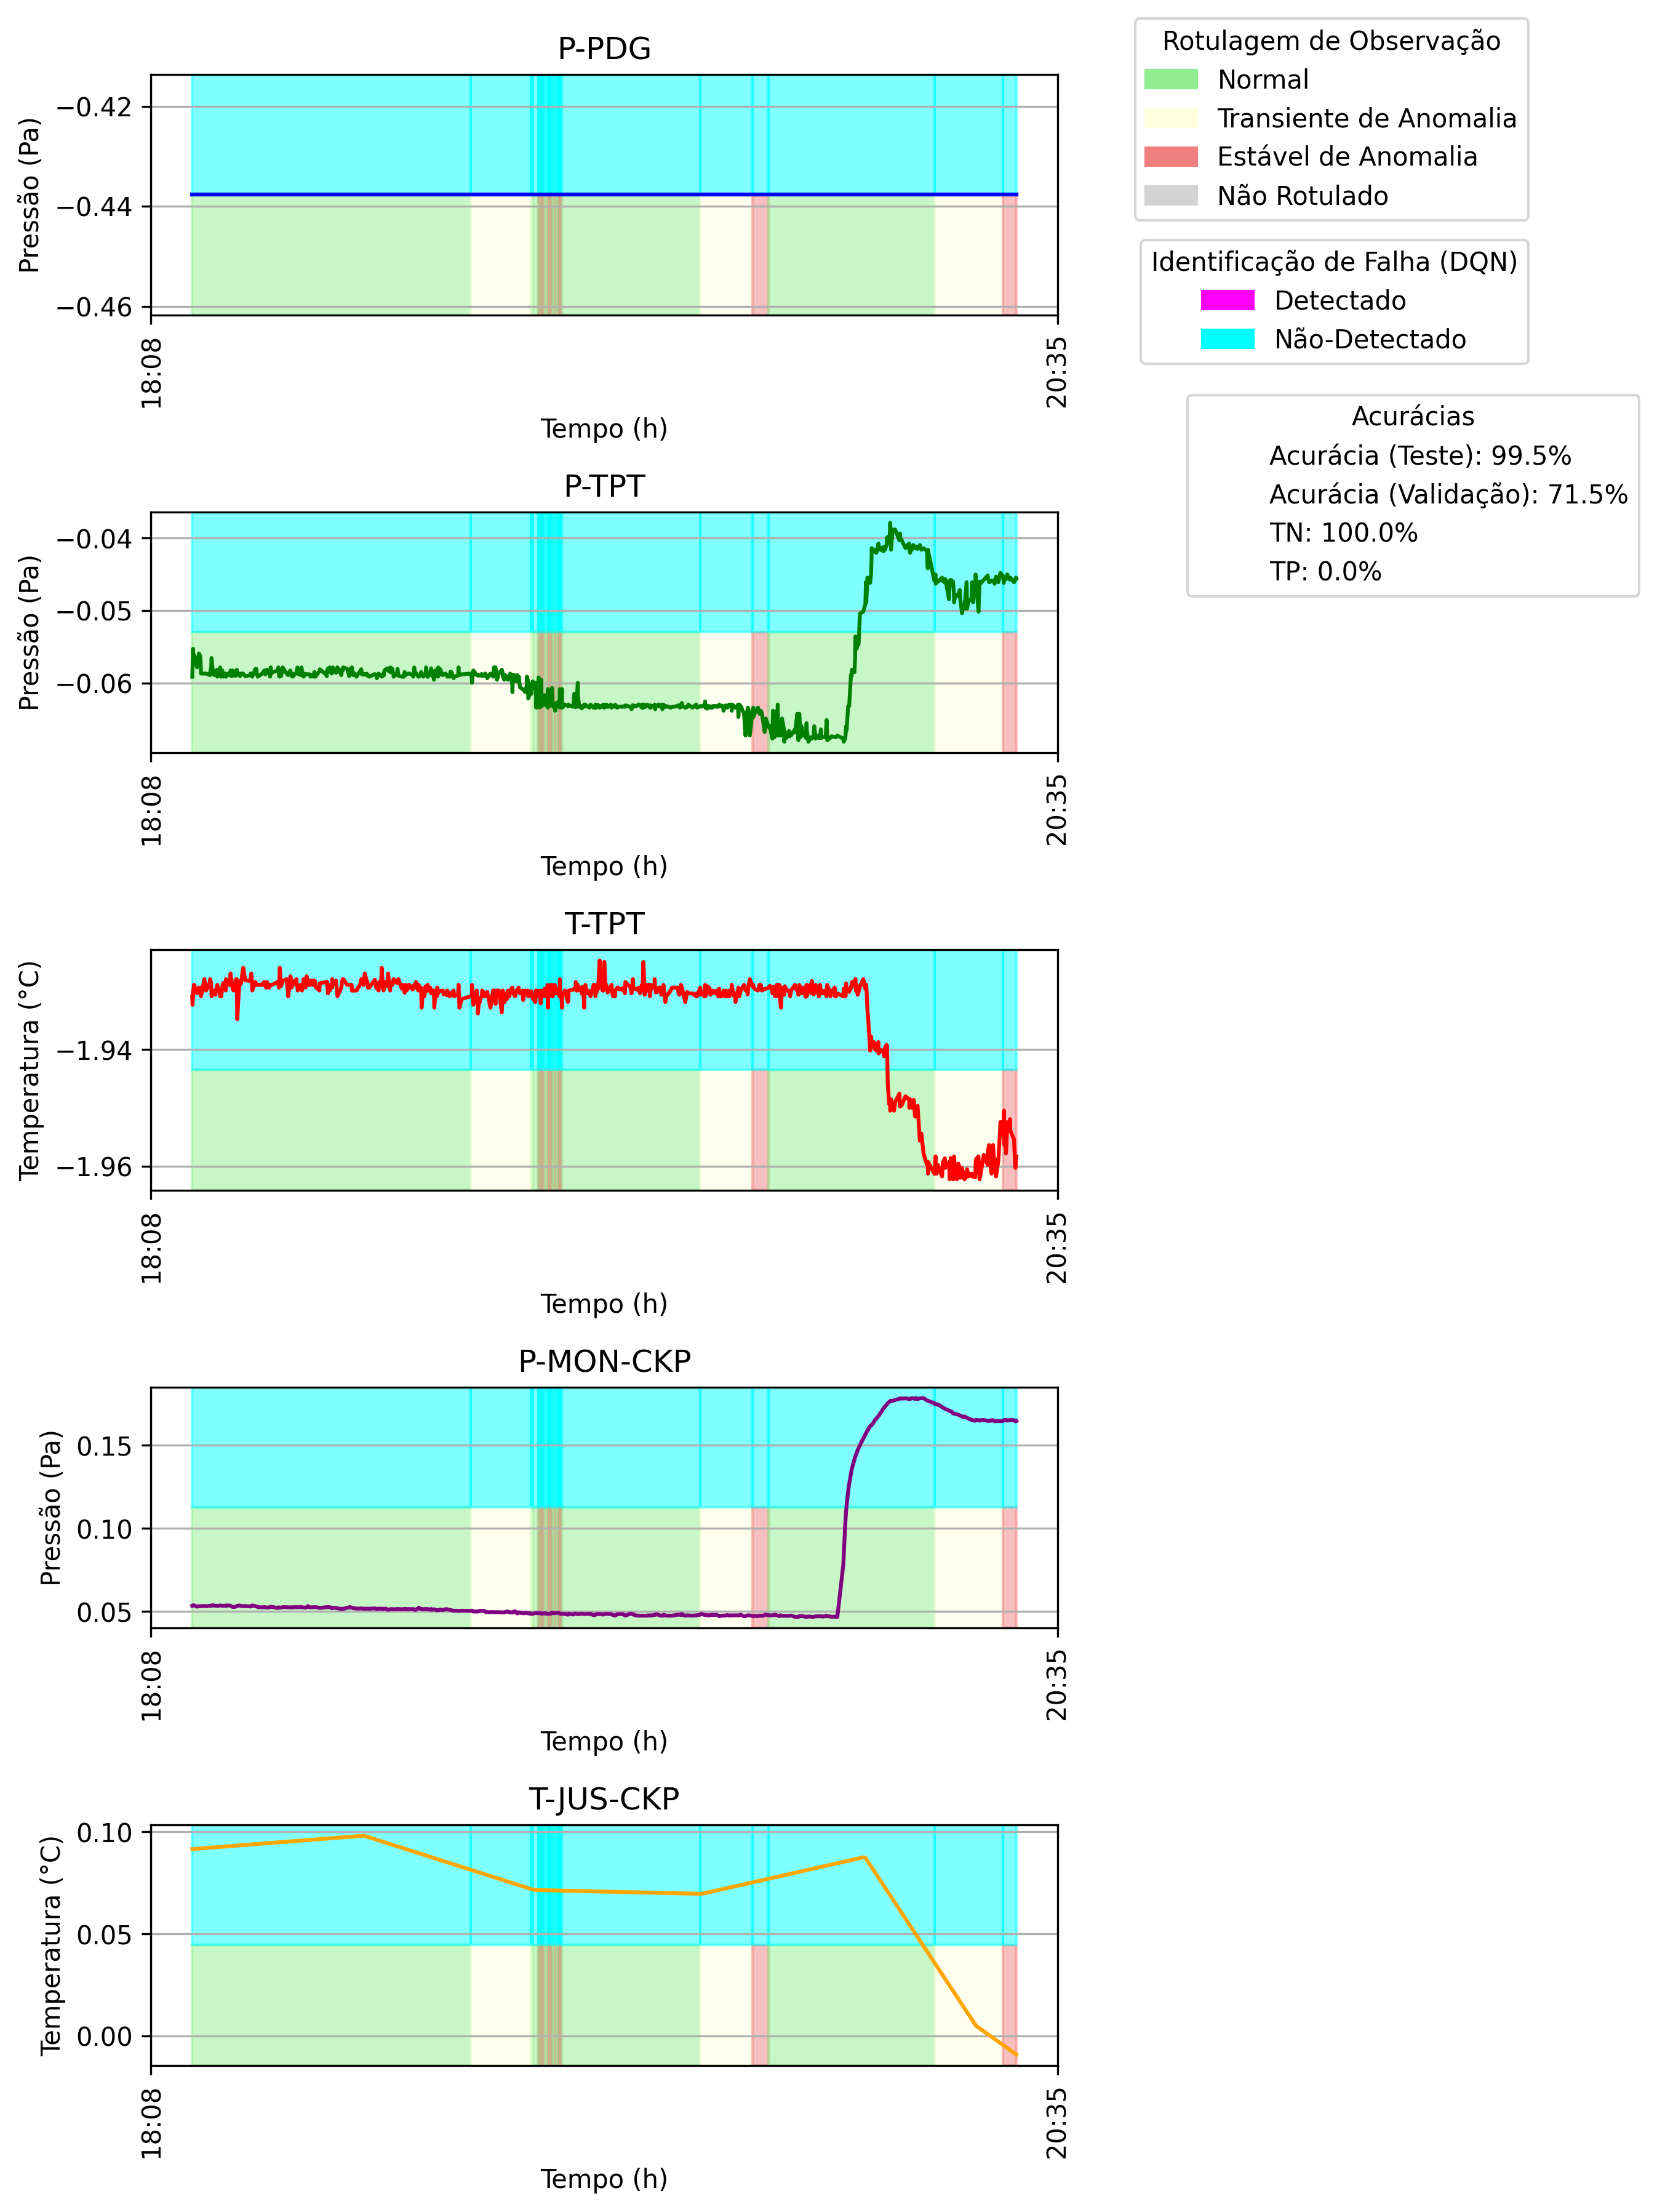 P-PDG
Pressão (Pa)
−0.42
−0.44
−0.46
18:08
20:35
Tempo (h)
Rotulagem de Observação
Normal
Transiente de Anomalia
Estável de Anomalia
Não Rotulado
Identificação de Falha (DQN)
Detectado
Não-Detectado
Acurácias
Acurácia (Teste): 99.5%
Acurácia (Validação): 71.5%
TN: 100.0%
TP: 0.0%
P-TPT
Pressão (Pa)
−0.04
−0.05
−0.06
18:08
20:35
Tempo (h)
T-TPT
Temperatura (°C)
−1.94
−1.96
18:08
20:35
Tempo (h)
P-MON-CKP
Pressão (Pa)
0.15
0.10
0.05
18:08
20:35
Tempo (h)
T-JUS-CKP
Temperatura (°C)
0.10
0.05
0.00
18:08
20:35
Tempo (h)